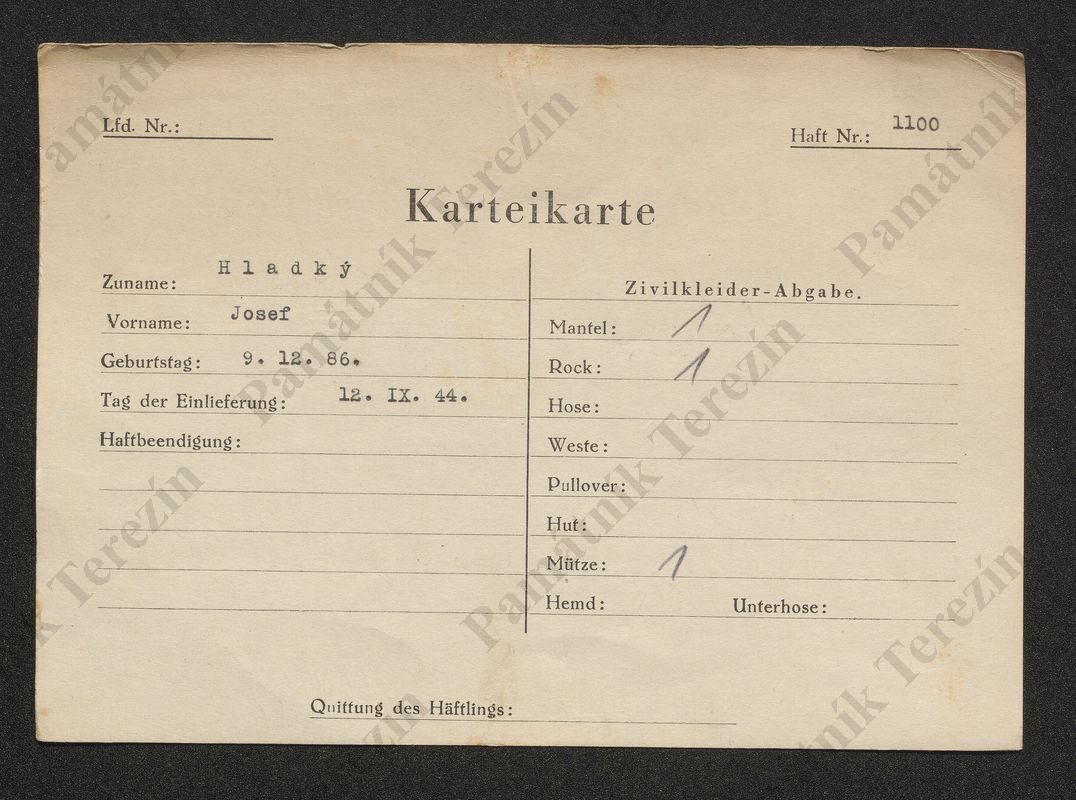 Lfd. Nr.:
Haft Nr.: 1100
Karteikarte
Zuname: Hladký
Vorname: Josef
Geburtstag: 9. 12. 86.
Tag der Einlieferung: 12. IX. 44.
Haftbeendigung:
Zivilkleider-Abgabe.
Mantel: 1
Rock: 1
Hose:
Weste:
Pullover:
Hut:
Mütze: 1
Hemd: Unterhose:
Quittung des Häftlings:
Památník Terezín